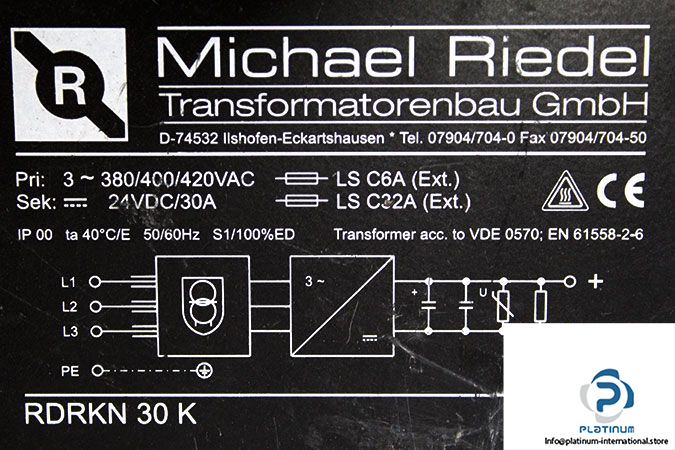 R
Michael Riedel
Transformatorenbau GmbH
D-74532 Ilshofen-Eckartshausen * Tel. 07904/704-0 Fax 07904/704-50
Pri: 3 ~ 380/400/420VAC LS C6A (Ext.)
Sek: 24VDC/30A LS C32A (Ext.)
CE
IP 00 ta 40°C/E 50/60Hz S1/100%ED Transformer acc. to VDE 0570; EN 61558-2-6
L1
3 ~
+
+
U
L2
L3
PE
RDRKN 30 K
P
PLATINUM
Info@platinum-international.store